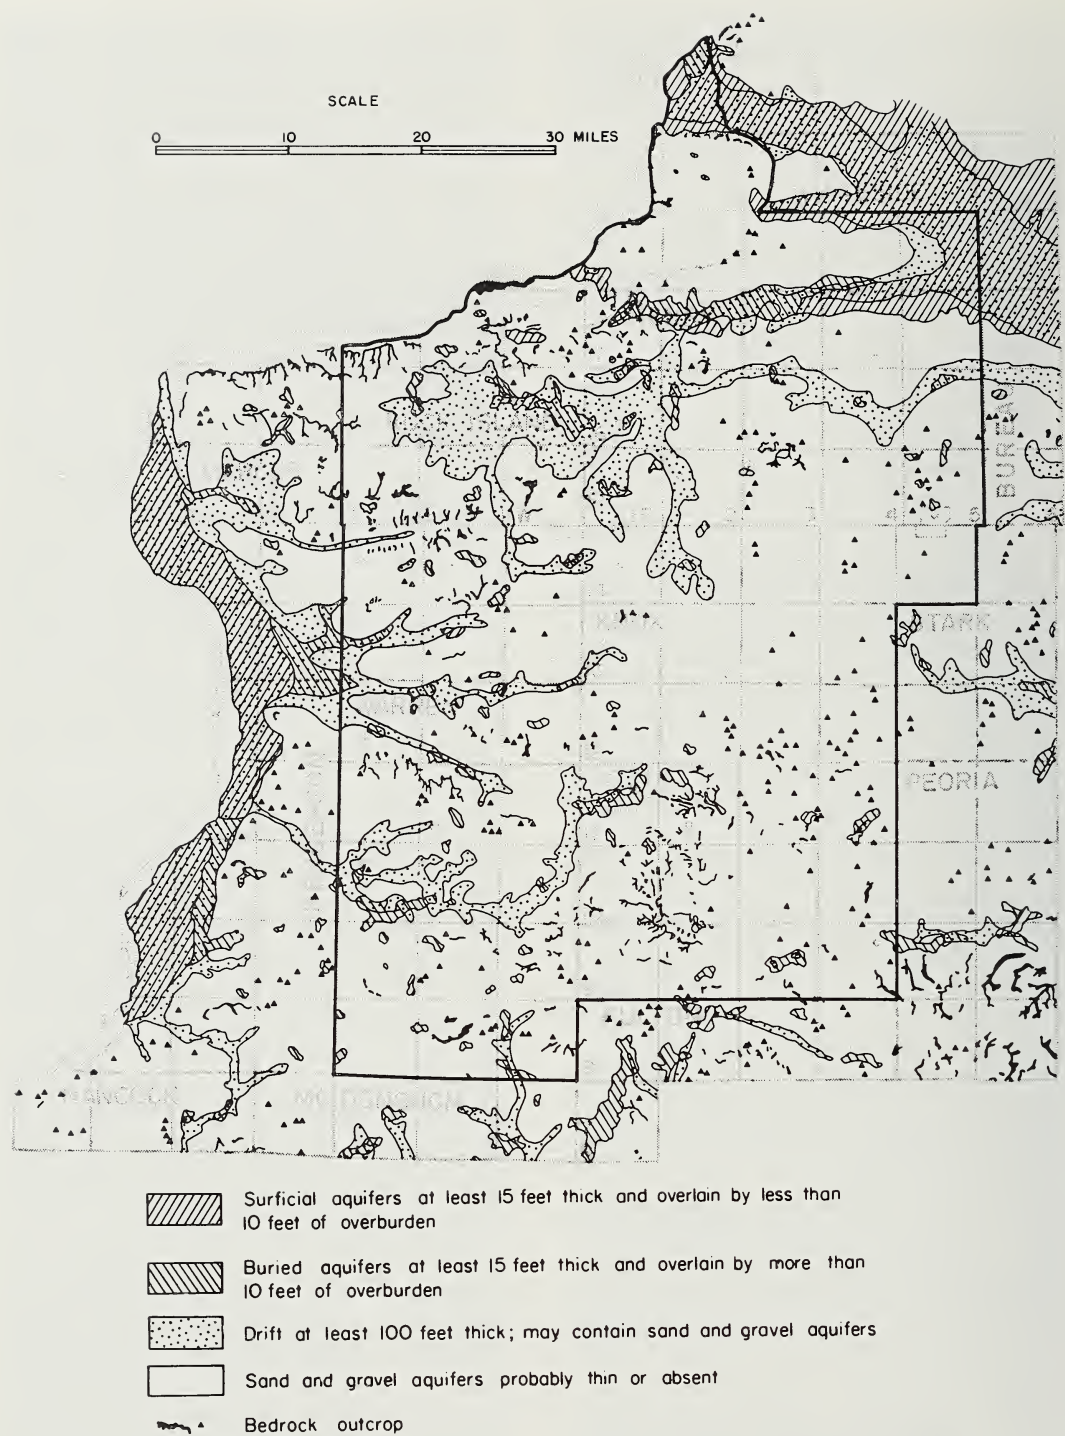 SCALE
0 10 20 30 MILES
BUREAU
KNOX
STARK
WARREN
PEORIA
HANCOCK
MC DONOUGH
Surficial aquifers at least 15 feet thick and overlain by less than
10 feet of overburden
Buried aquifers at least 15 feet thick and overlain by more than
10 feet of overburden
Drift at least 100 feet thick; may contain sand and gravel aquifers
Sand and gravel aquifers probably thin or absent
Bedrock outcrop